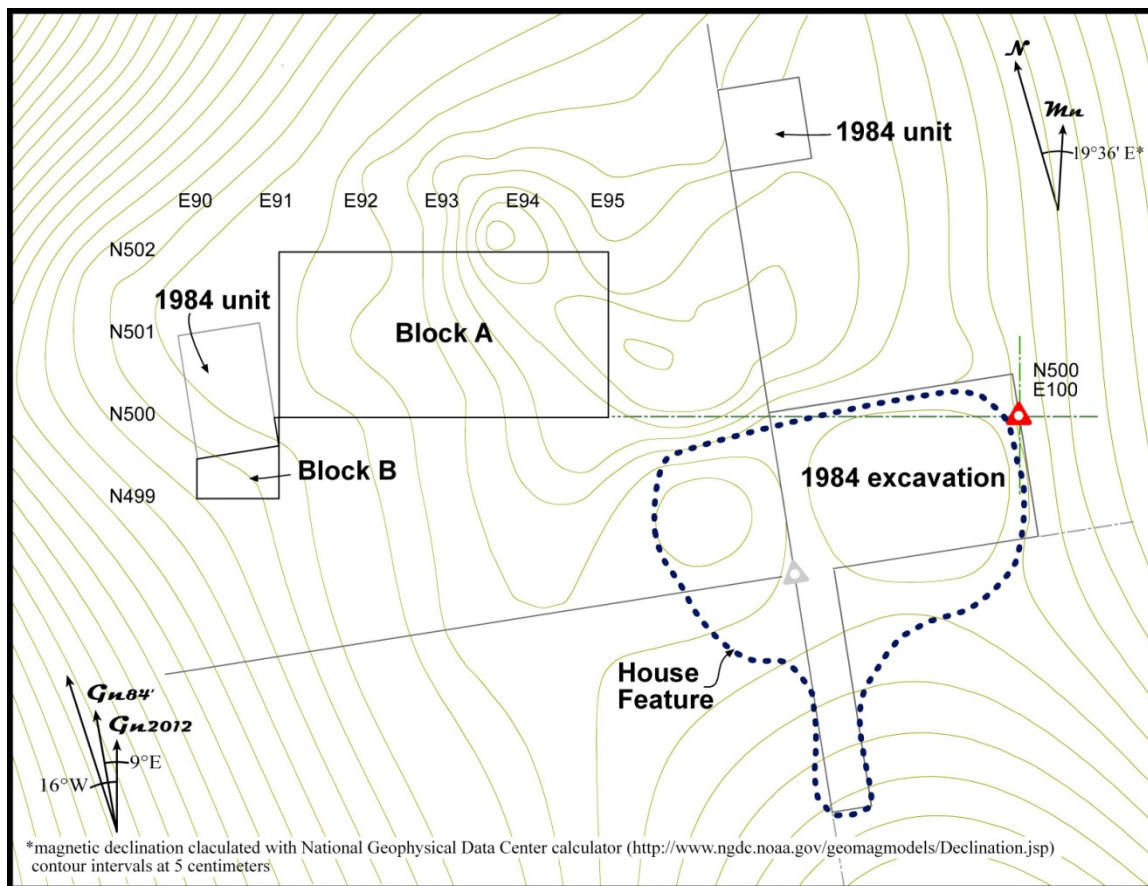 N
Mn
1984 unit
19°36' E*
E90 E91 E92 E93 E94 E95
N502
1984 unit
N501
Block A
N500
E100
N500
Block B
1984 excavation
N499
House
Feature
Gn84'
Gn2012
9°E
16°W
*magnetic declination claculated with National Geophysical Data Center calculator (http://www.ngdc.noaa.gov/geomagmodels/Declination.jsp)
contour intervals at 5 centimeters